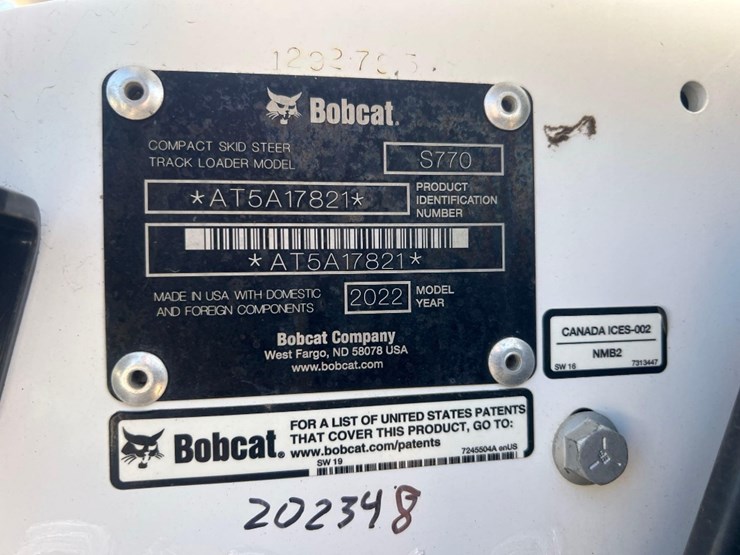 Bobcat.
COMPACT SKID STEER
TRACK LOADER MODEL
S770
*AT5A17821*
PRODUCT
IDENTIFICATION
NUMBER
*AT5A17821*
MADE IN USA WITH DOMESTIC
AND FOREIGN COMPONENTS
2022
MODEL
YEAR
Bobcat Company
West Fargo, ND 58078 USA
www.bobcat.com
CANADA ICES-002
NMB2
SW 16 7313447
Bobcat.
FOR A LIST OF UNITED STATES PATENTS
THAT COVER THIS PRODUCT, GO TO:
www.bobcat.com/patents
7245504A enUS
SW 19
202348